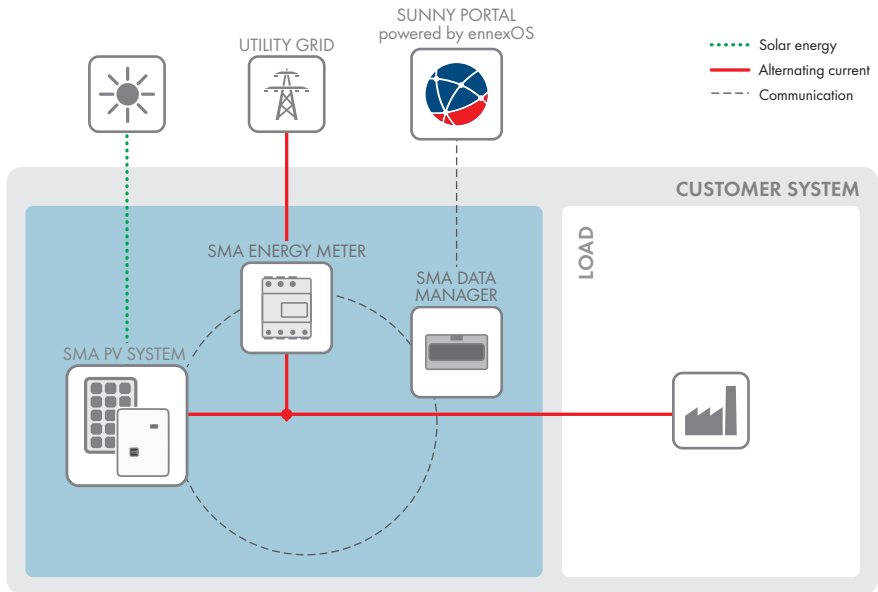 SUNNY PORTAL
powered by ennexOS
UTILITY GRID
Solar energy
Alternating current
Communication
CUSTOMER SYSTEM
LOAD
SMA ENERGY METER
SMA DATA
MANAGER
SMA PV SYSTEM